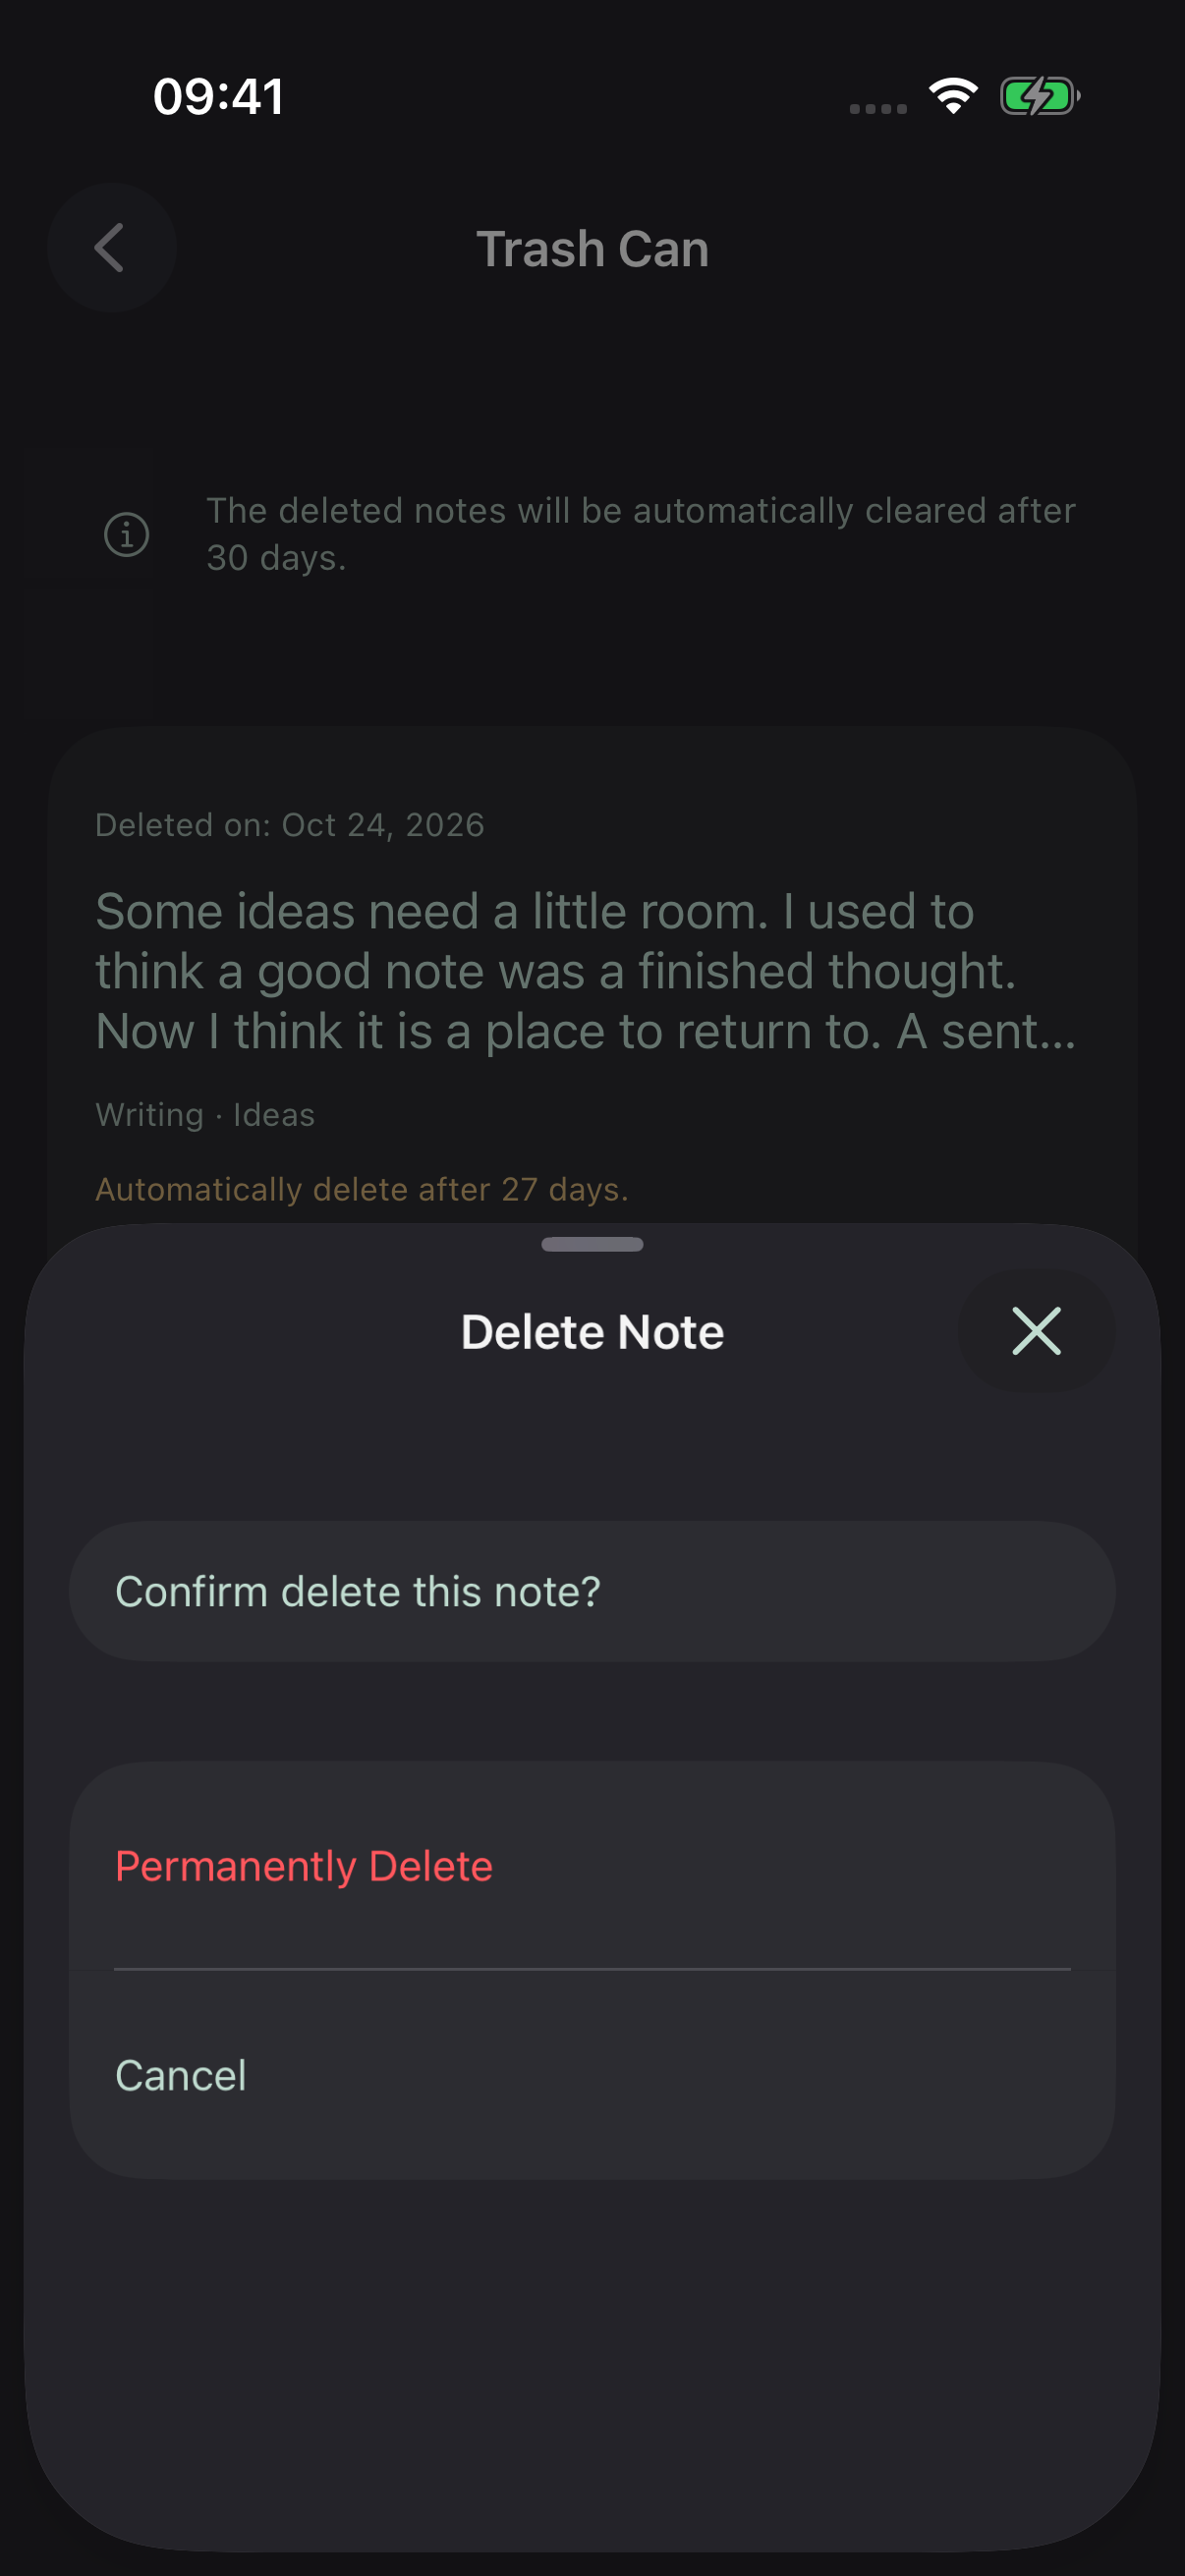 09:41
Trash Can
The deleted notes will be automatically cleared after
30 days.
Deleted on: Oct 24, 2026
Some ideas need a little room. I used to
think a good note was a finished thought.
Now I think it is a place to return to. A sent...
Writing · Ideas
Automatically delete after 27 days.
Delete Note
Confirm delete this note?
Permanently Delete
Cancel